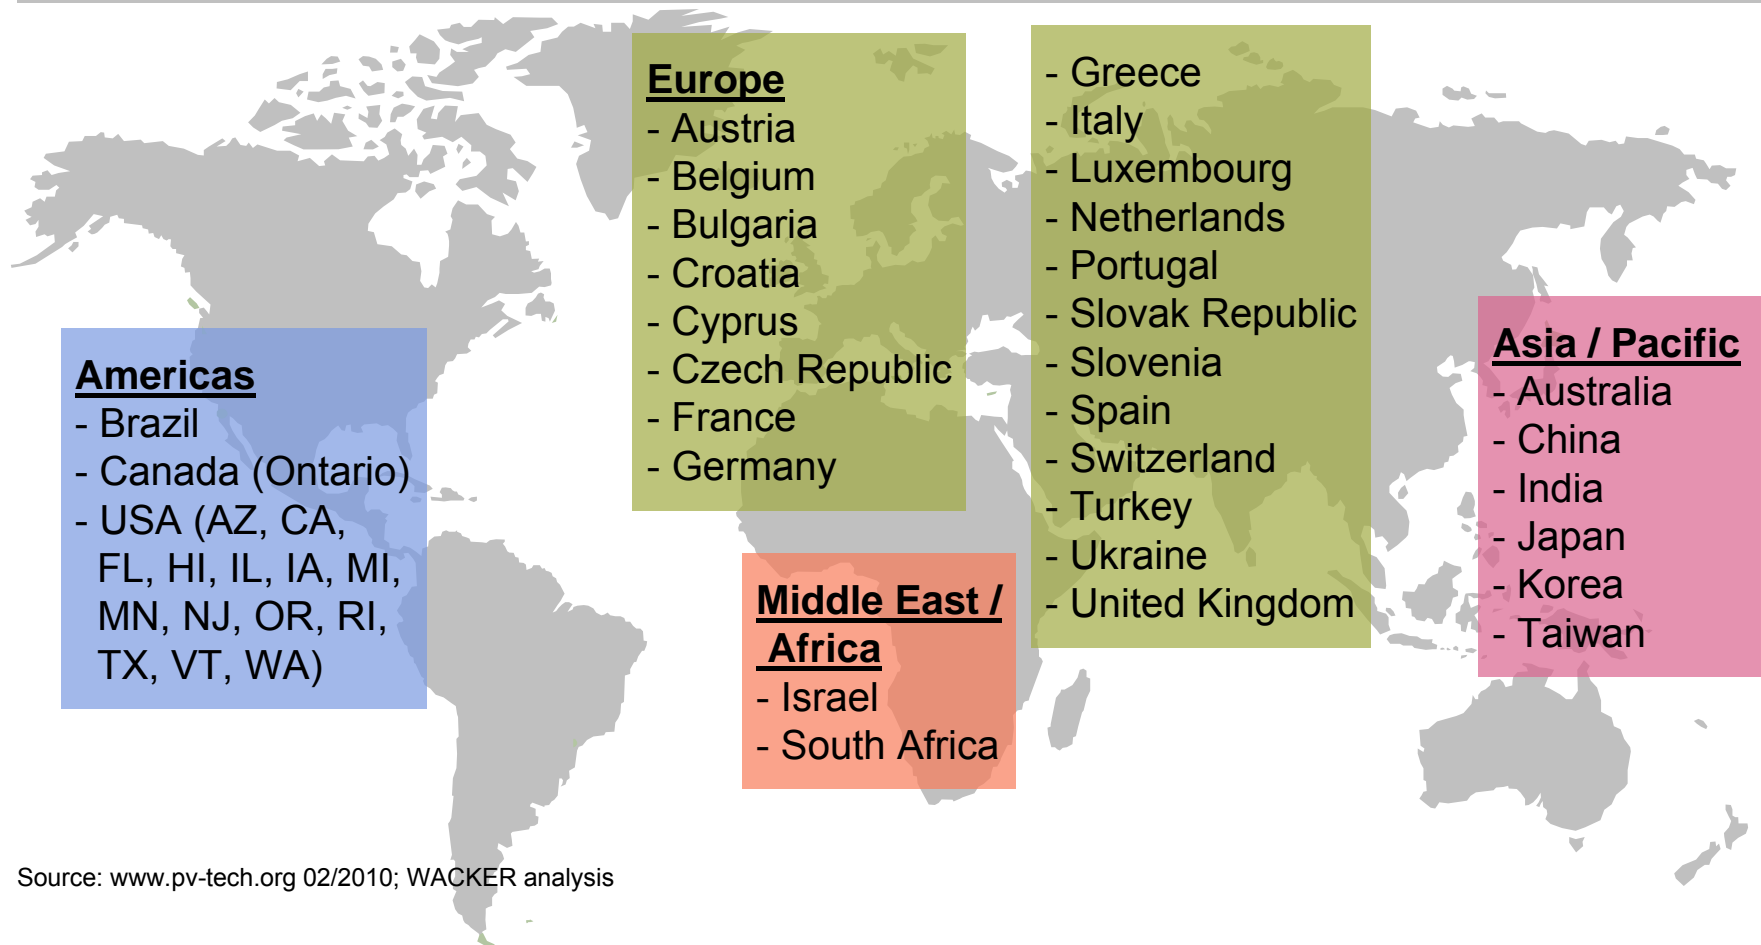 Europe
- Austria
- Belgium
- Bulgaria
- Croatia
- Cyprus
- Czech Republic
- France
- Germany
- Greece
- Italy
- Luxembourg
- Netherlands
- Portugal
- Slovak Republic
- Slovenia
- Spain
- Switzerland
- Turkey
- Ukraine
- United Kingdom
Americas
- Brazil
- Canada (Ontario)
- USA (AZ, CA,
FL, HI, IL, IA, MI,
MN, NJ, OR, RI,
TX, VT, WA)
Middle East /
Africa
- Israel
- South Africa
Asia / Pacific
- Australia
- China
- India
- Japan
- Korea
- Taiwan
Source: www.pv-tech.org 02/2010; WACKER analysis